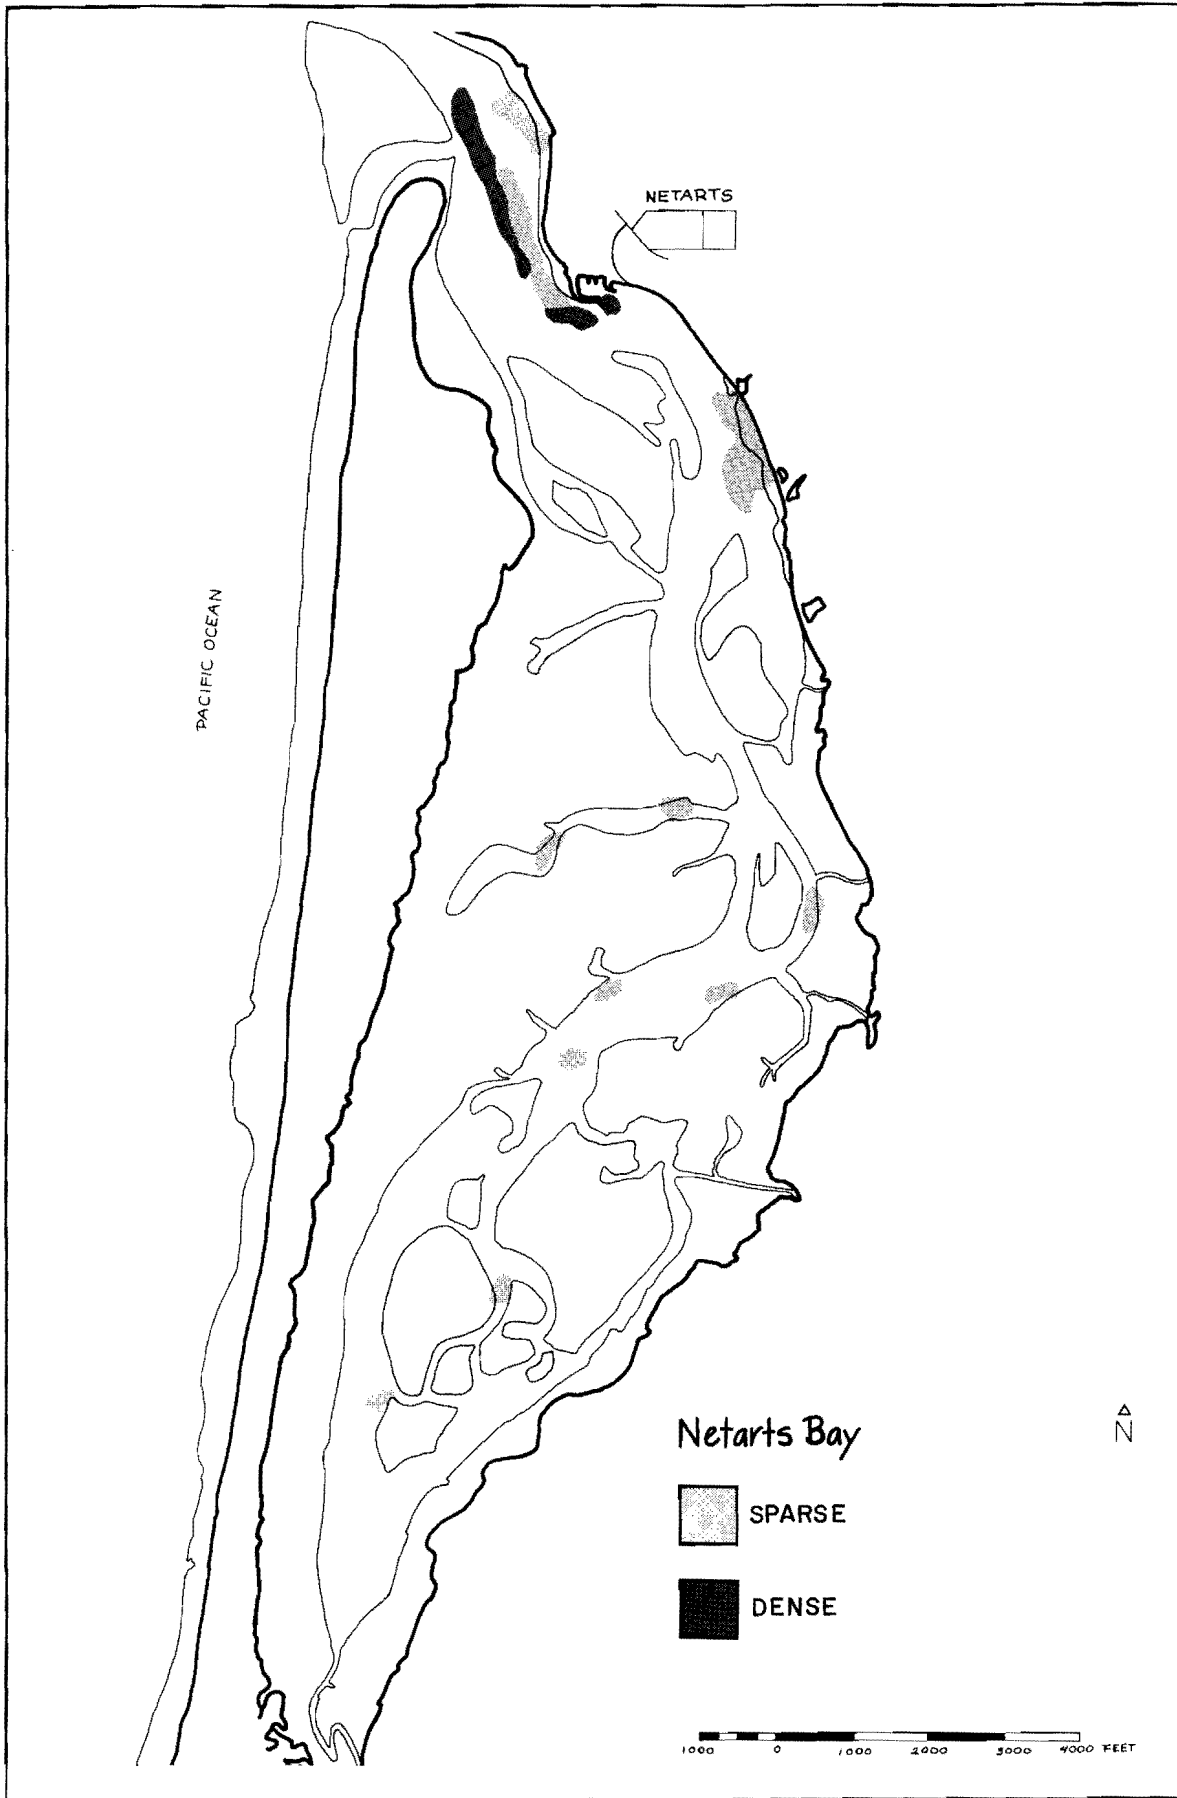 NETARTS
PACIFIC OCEAN
Netarts Bay
N
SPARSE
DENSE
1000 0 1000 2000 3000 4000 FEET